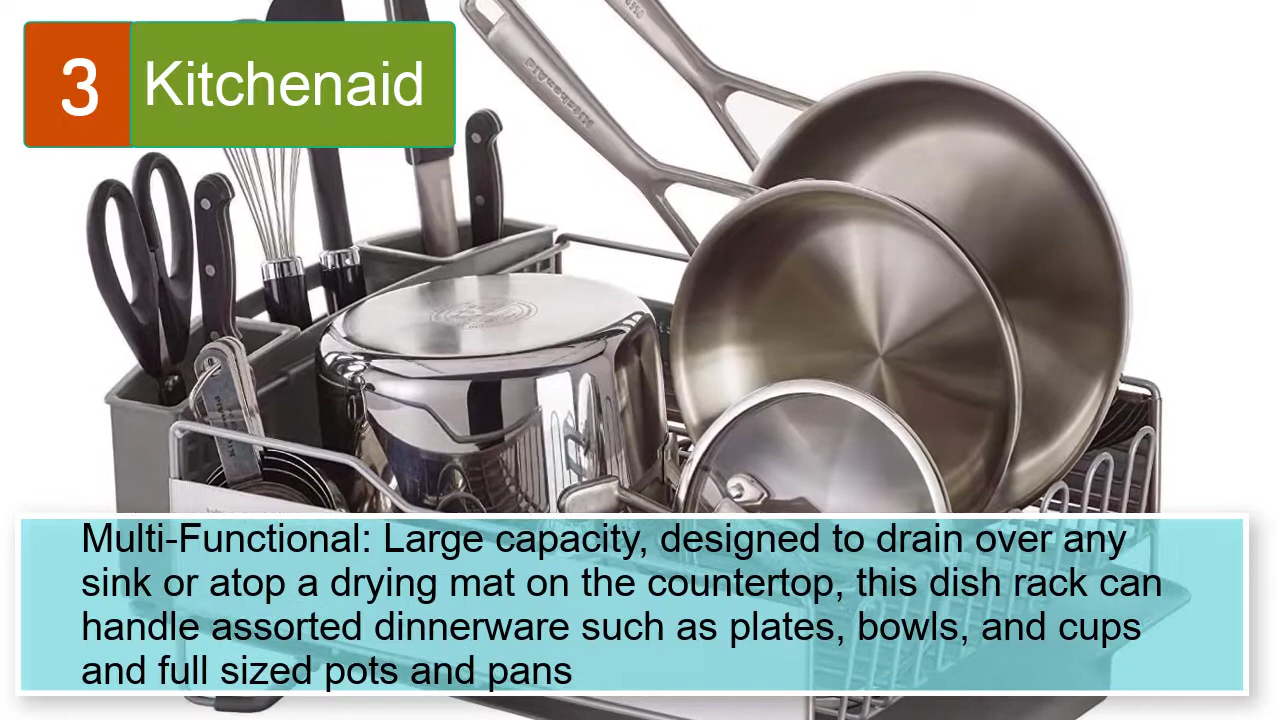 3 Kitchenaid
KitchenAid
KitchenAid
Multi-Functional: Large capacity, designed to drain over any
sink or atop a drying mat on the countertop, this dish rack can
handle assorted dinnerware such as plates, bowls, and cups
and full sized pots and pans